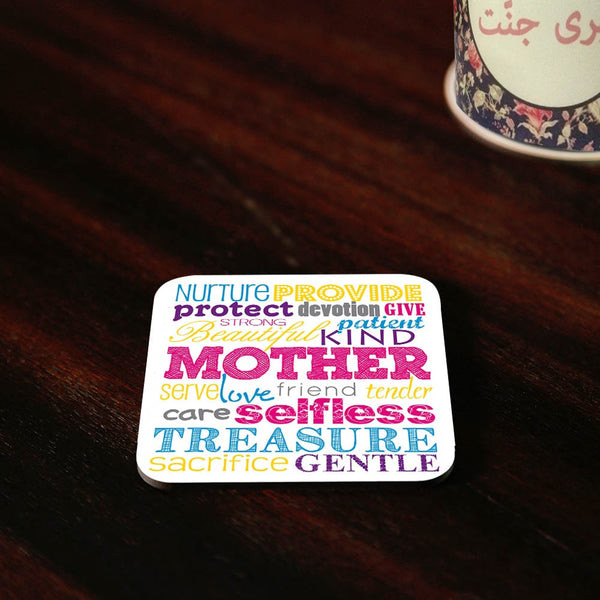 ری جنّت
NURTURE PROVIDE
protect devotion GIVE
STRONG patient
Beautiful KIND
MOTHER
serve love friend tender
care selfless
TREASURE
sacrifice GENTLE